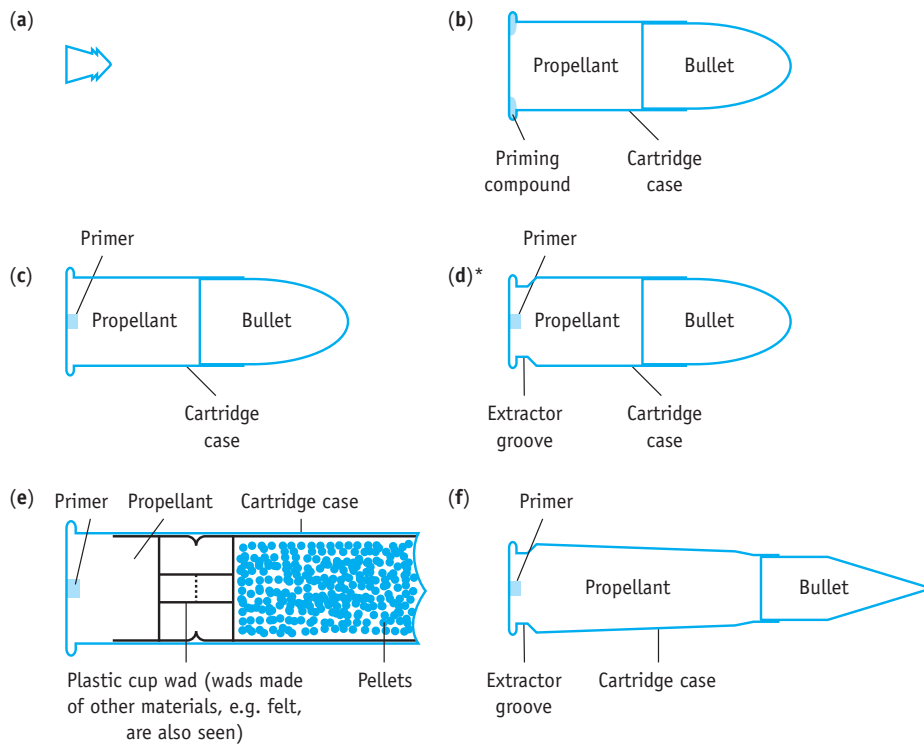 (a)
(b)
Propellant
Bullet
Priming
compound
Cartridge
case
(c)
Primer
Propellant
Bullet
Cartridge
case
(d)*
Primer
Propellant
Bullet
Extractor
groove
Cartridge
case
(e)
Primer
Propellant
Cartridge case
Plastic cup wad (wads made
of other materials, e.g. felt,
are also seen)
Pellets
(f)
Primer
Propellant
Bullet
Extractor
groove
Cartridge case